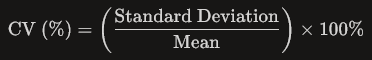 CV (%) = (Standard Deviation / Mean) × 100%